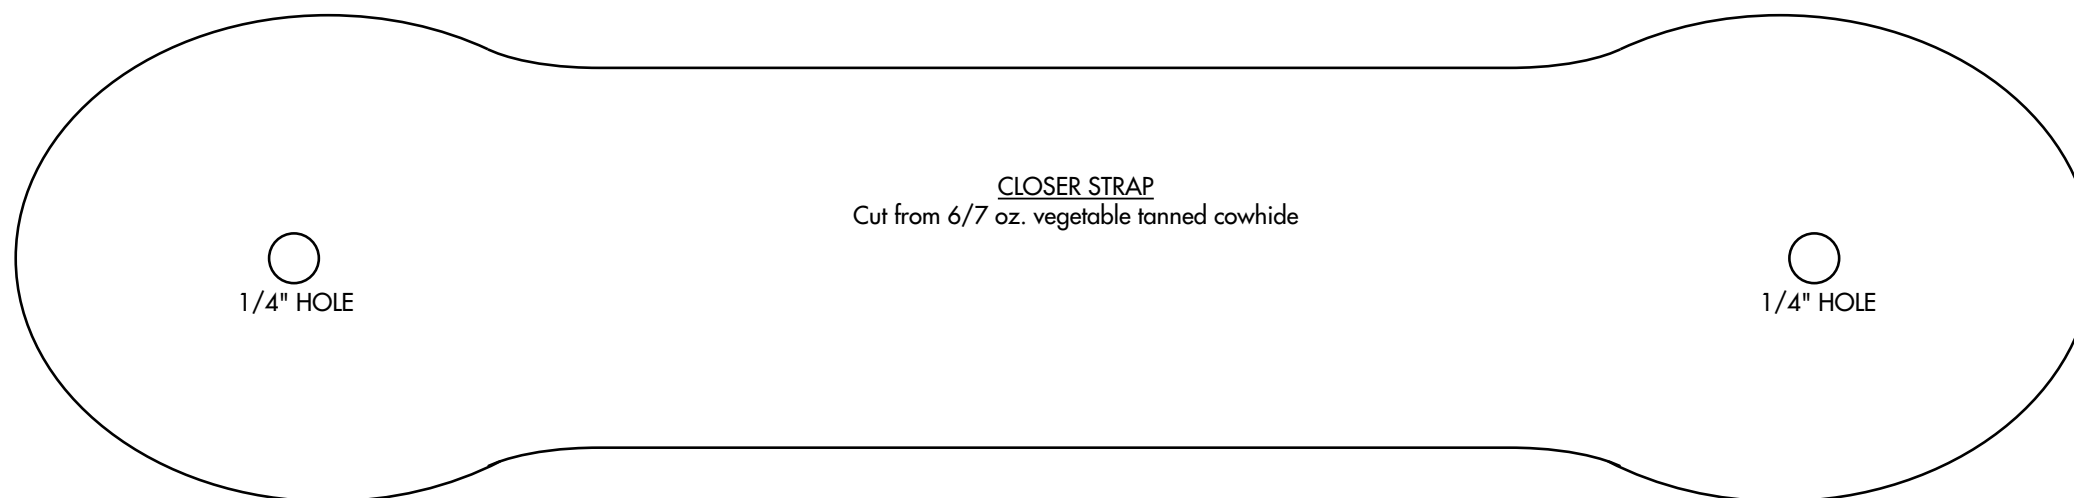 CLOSER STRAP
Cut from 6/7 oz. vegetable tanned cowhide
1/4" HOLE
1/4" HOLE